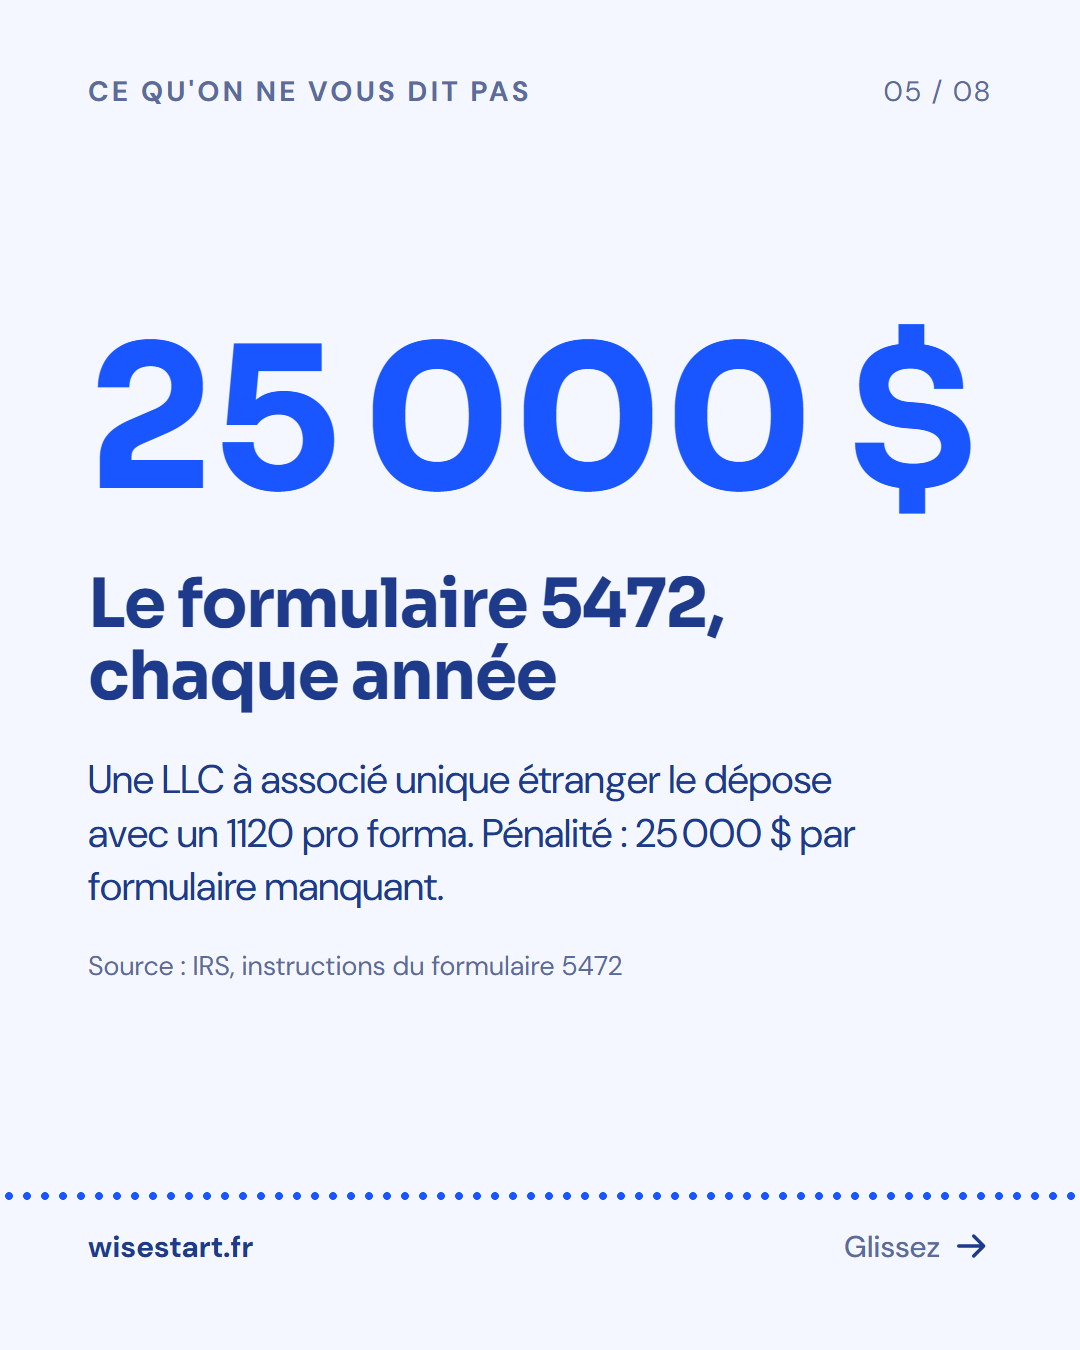 CE QU'ON NE VOUS DIT PAS
05 / 08
25 000 $
Le formulaire 5472,
chaque année
Une LLC à associé unique étranger le dépose
avec un 1120 pro forma. Pénalité : 25 000 $ par
formulaire manquant.
Source : IRS, instructions du formulaire 5472
wisestart.fr
Glissez →